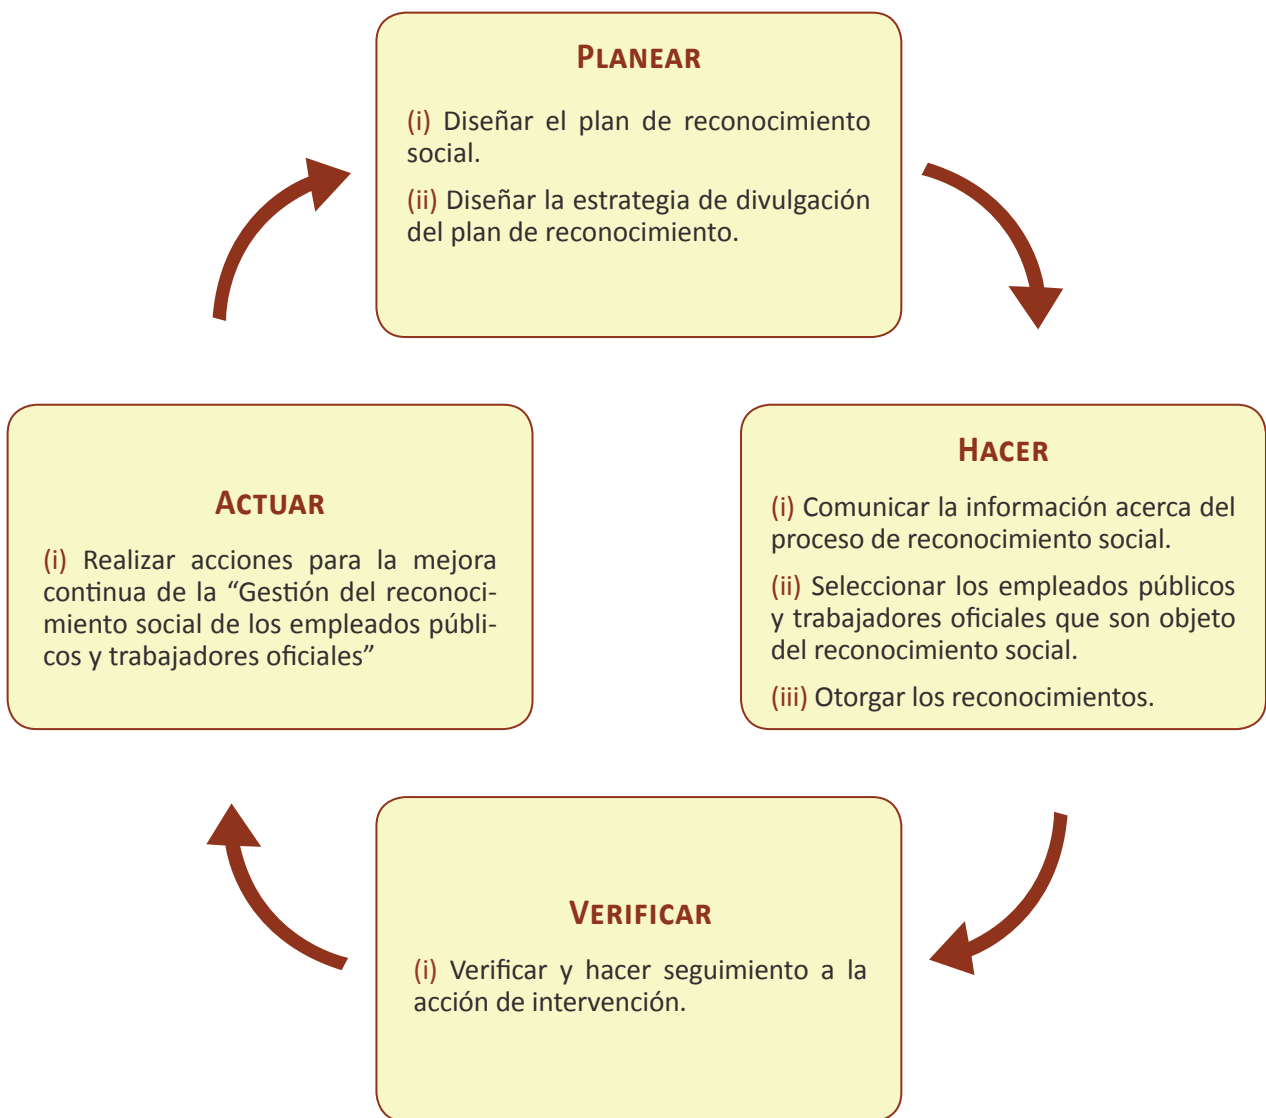 PLANEAR
(i) Diseñar el plan de reconocimiento
social.
(ii) Diseñar la estrategia de divulgación
del plan de reconocimiento.
HACER
(i) Comunicar la información acerca del
proceso de reconocimiento social.
(ii) Seleccionar los empleados públicos
y trabajadores oficiales que son objeto
del reconocimiento social.
(iii) Otorgar los reconocimientos.
VERIFICAR
(i) Verificar y hacer seguimiento a la
acción de intervención.
ACTUAR
(i) Realizar acciones para la mejora
continua de la “Gestión del reconoci-
miento social de los empleados públi-
cos y trabajadores oficiales”